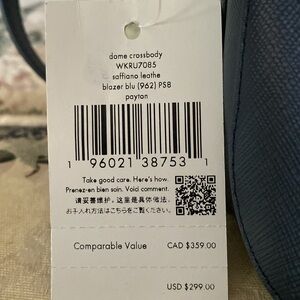 dome crossbody
WKRU7085
saffiano leathe
blazer blu (962) PSB
payton
1 96021 38753 1
Take good care. Here's how.
Prenez-en bien soin. Voici comment.
请妥善维护。这里是具体做法。
お手入れ方法はこちらをご覧ください。
Comparable Value CAD $359.00
USD $299.00